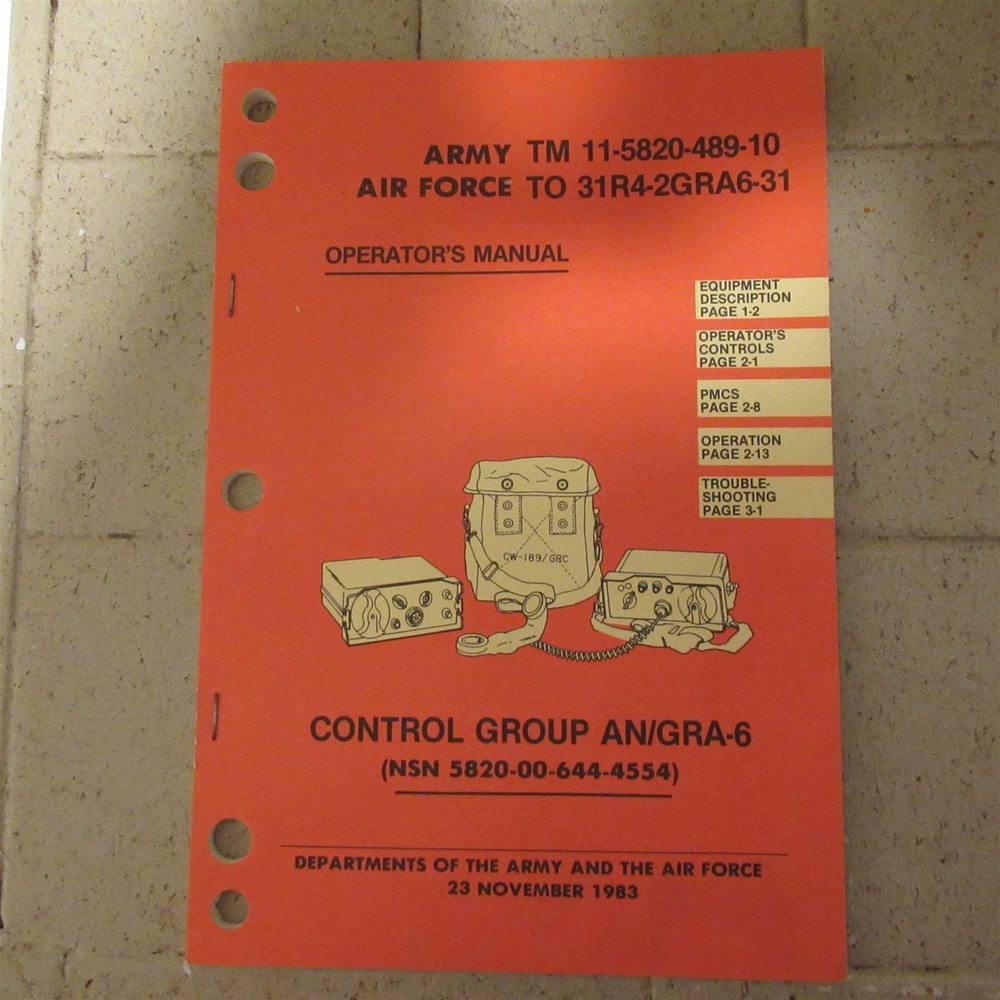 ARMY TM 11-5820-489-10
AIR FORCE TO 31R4-2GRA6-31
OPERATOR'S MANUAL
EQUIPMENT
DESCRIPTION
PAGE 1-2
OPERATOR'S
CONTROLS
PAGE 2-1
PMCS
PAGE 2-8
OPERATION
PAGE 2-13
TROUBLE-
SHOOTING
PAGE 3-1
CW-189/GRC
CONTROL GROUP AN/GRA-6
(NSN 5820-00-644-4554)
DEPARTMENTS OF THE ARMY AND THE AIR FORCE
23 NOVEMBER 1983